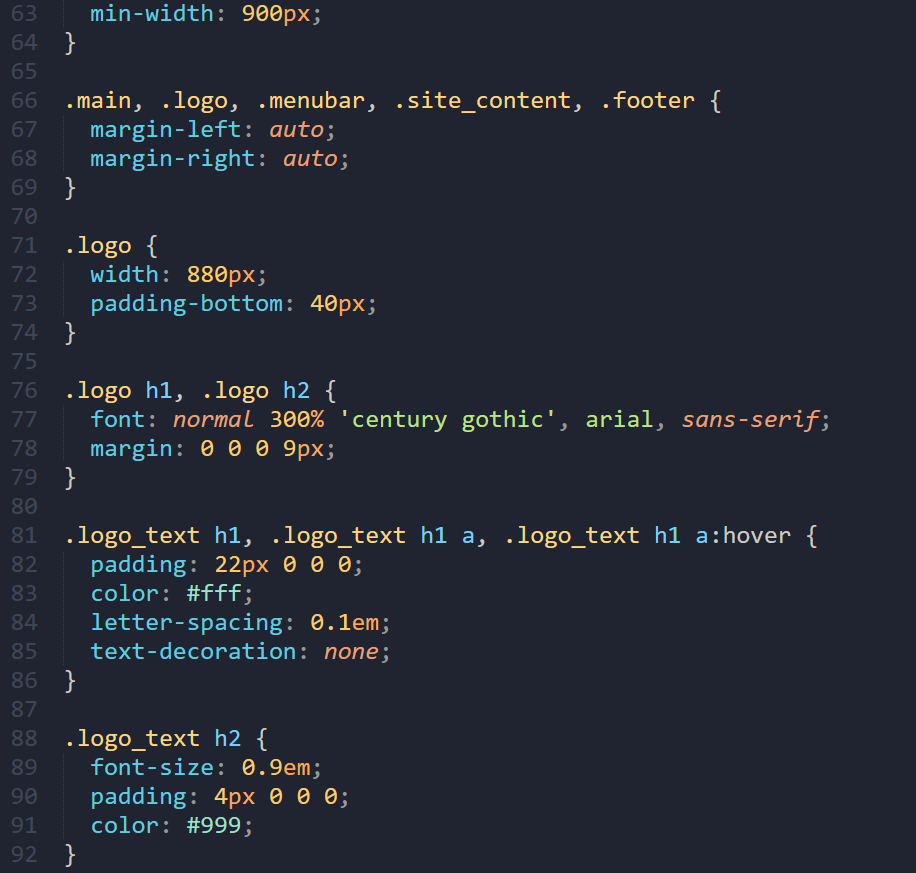 63 min-width: 900px;
64 }
65
66 .main, .logo, .menubar, .site_content, .footer {
67 margin-left: auto;
68 margin-right: auto;
69 }
70
71 .logo {
72 width: 880px;
73 padding-bottom: 40px;
74 }
75
76 .logo h1, .logo h2 {
77 font: normal 300% 'century gothic', arial, sans-serif;
78 margin: 0 0 0 9px;
79 }
80
81 .logo_text h1, .logo_text h1 a, .logo_text h1 a:hover {
82 padding: 22px 0 0 0;
83 color: #fff;
84 letter-spacing: 0.1em;
85 text-decoration: none;
86 }
87
88 .logo_text h2 {
89 font-size: 0.9em;
90 padding: 4px 0 0 0;
91 color: #999;
92 }